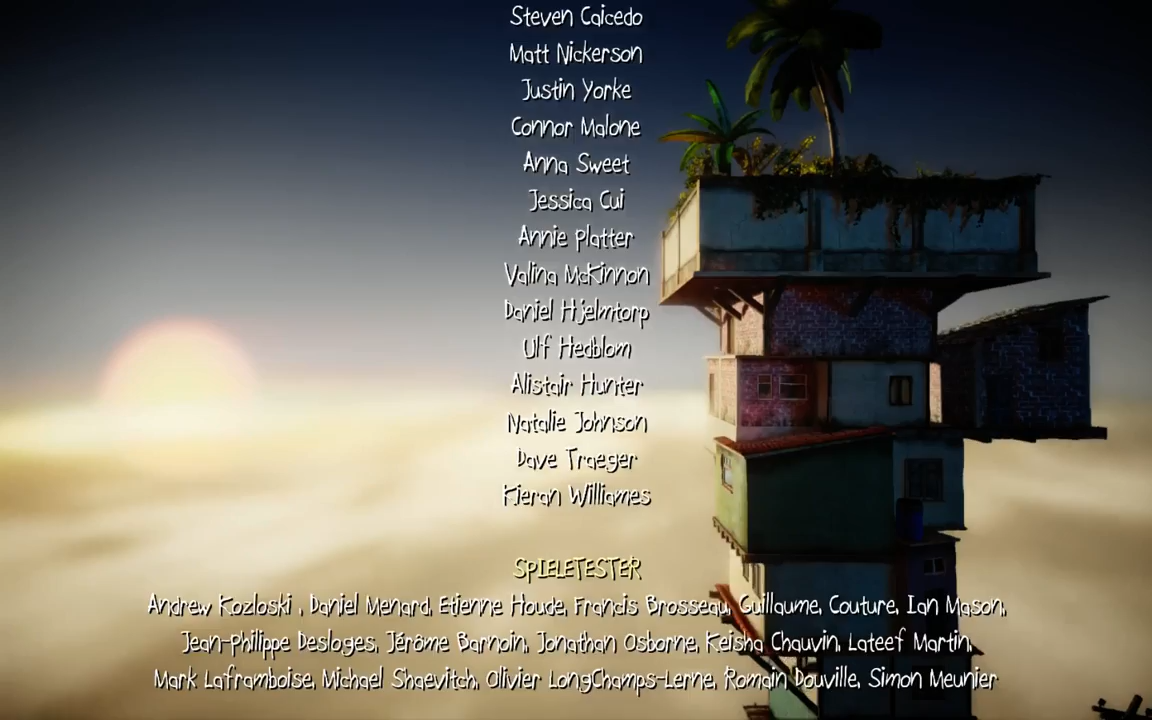 Steven Caicedo
Matt Nickerson
Justin Yorke
Connor Malone
Anna Sweet
Jessica Cui
Annie Platter
Valina McKinnon
Daniel Hjelmtorp
Ulf Hedblom
Alistair Hunter
Natalie Johnson
Dave Traeger
Kieran Williames
SPIELETESTER
Andrew Kozloski , Daniel Menard, Etienne Houde, Francis Brosseau, Guillaume, Couture, Ian Mason,
Jean-Philippe Desloges, Jérôme Barnoin, Jonathan Osborne, Keisha Chauvin, Lateef Martin,
Mark Laframboise, Michael Shaevitch, Olivier LongChamps-Lerne, Romain Douville, Simon Meunier